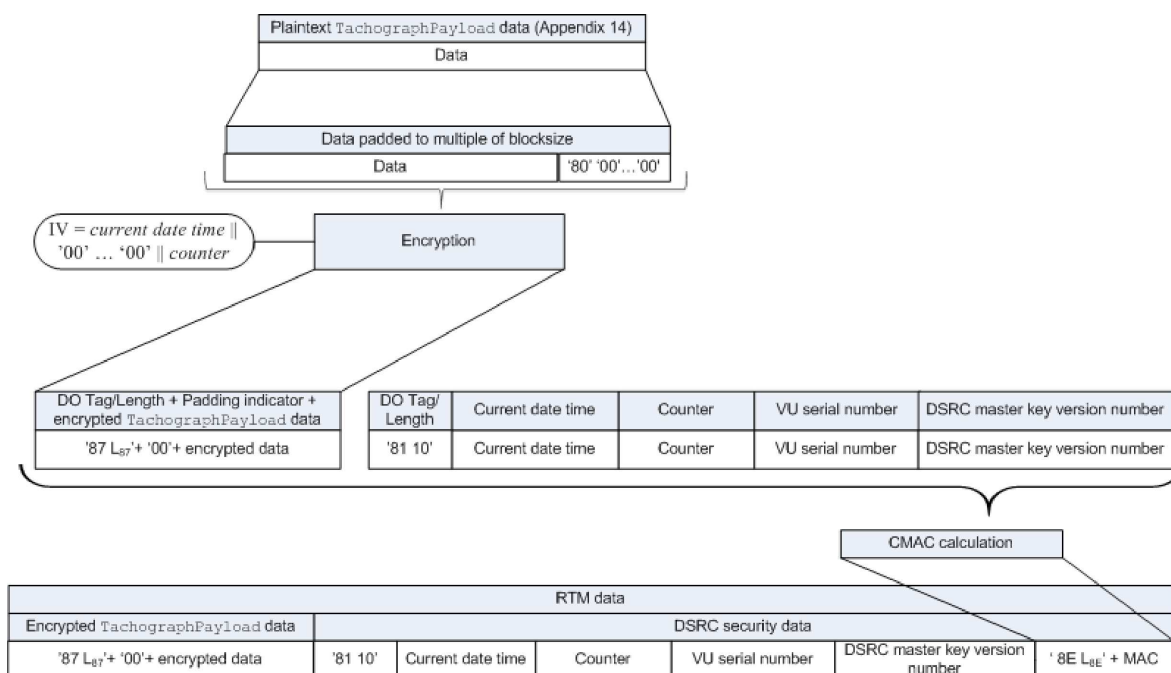 Plaintext TachographPayload data (Appendix 14)
Data
Data padded to multiple of blocksize
Data '80' '00'…'00'
IV = current date time ||
'00' … '00' || counter
Encryption
DO Tag/Length + Padding indicator +
encrypted TachographPayload data
DO Tag/
Length
Current date time Counter VU serial number DSRC master key version number
'87 L87'+ '00'+ encrypted data '81 10' Current date time Counter VU serial number DSRC master key version number
CMAC calculation
RTM data
Encrypted TachographPayload data DSRC security data
'87 L87'+ '00'+ encrypted data '81 10' Current date time Counter VU serial number
DSRC master key version
number
' 8E L8E' + MAC